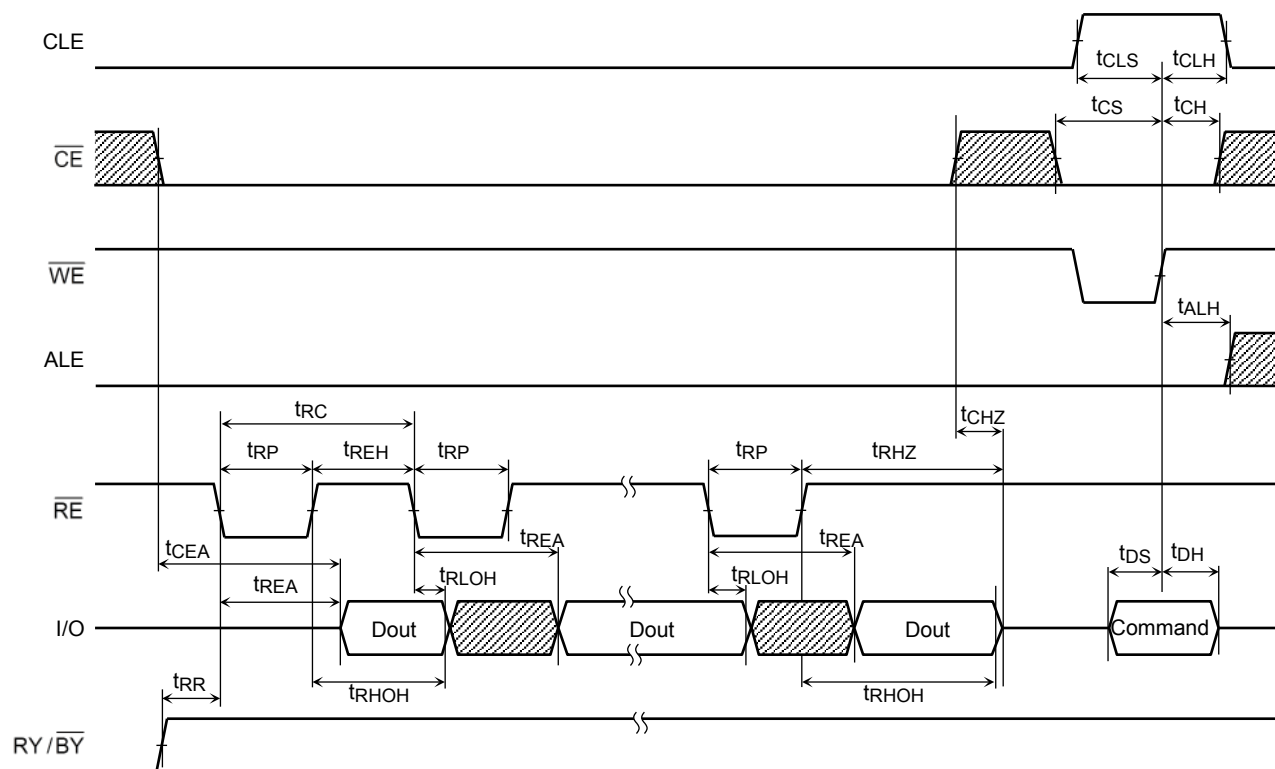 CLE
tCLS tCLH
tCS tCH
CE
WE
tALH
ALE
tRC
tCHZ
tRP tREH tRP tRP tRHZ
RE
tCEA tREA tREA
tREA tRLOH tRLOH tDS tDH
I/O Dout Dout Dout Command
tRR tRHOH tRHOH
RY/BY